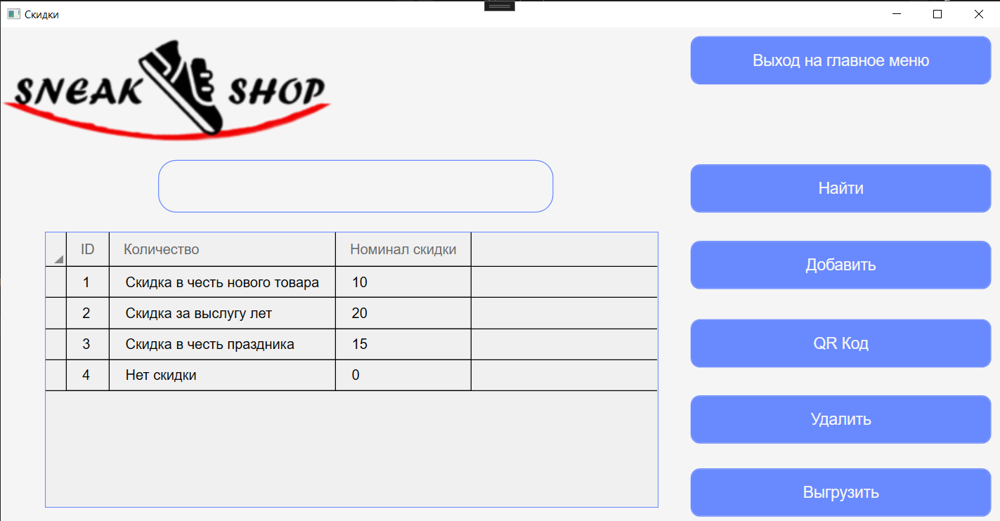 Скидки
SNEAK SHOP
Выход на главное меню
Найти
ID Количество Номинал скидки
1 Скидка в честь нового товара 10
2 Скидка за выслугу лет 20
3 Скидка в честь праздника 15
4 Нет скидки 0
Добавить
QR Код
Удалить
Выгрузить